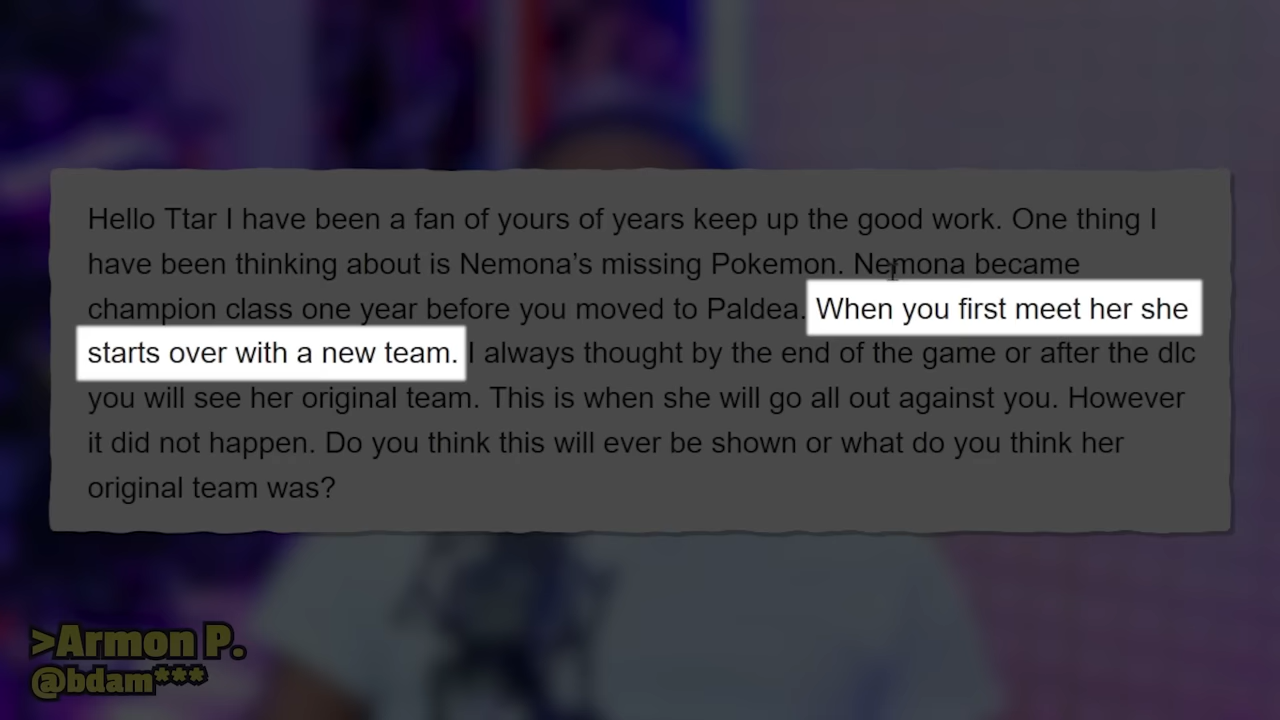 Hello Ttar I have been a fan of yours of years keep up the good work. One thing I
have been thinking about is Nemona’s missing Pokemon. Nemona became
champion class one year before you moved to Paldea. When you first meet her she
starts over with a new team. I always thought by the end of the game or after the dlc
you will see her original team. This is when she will go all out against you. However
it did not happen. Do you think this will ever be shown or what do you think her
original team was?
>Armon P.
@bdam***